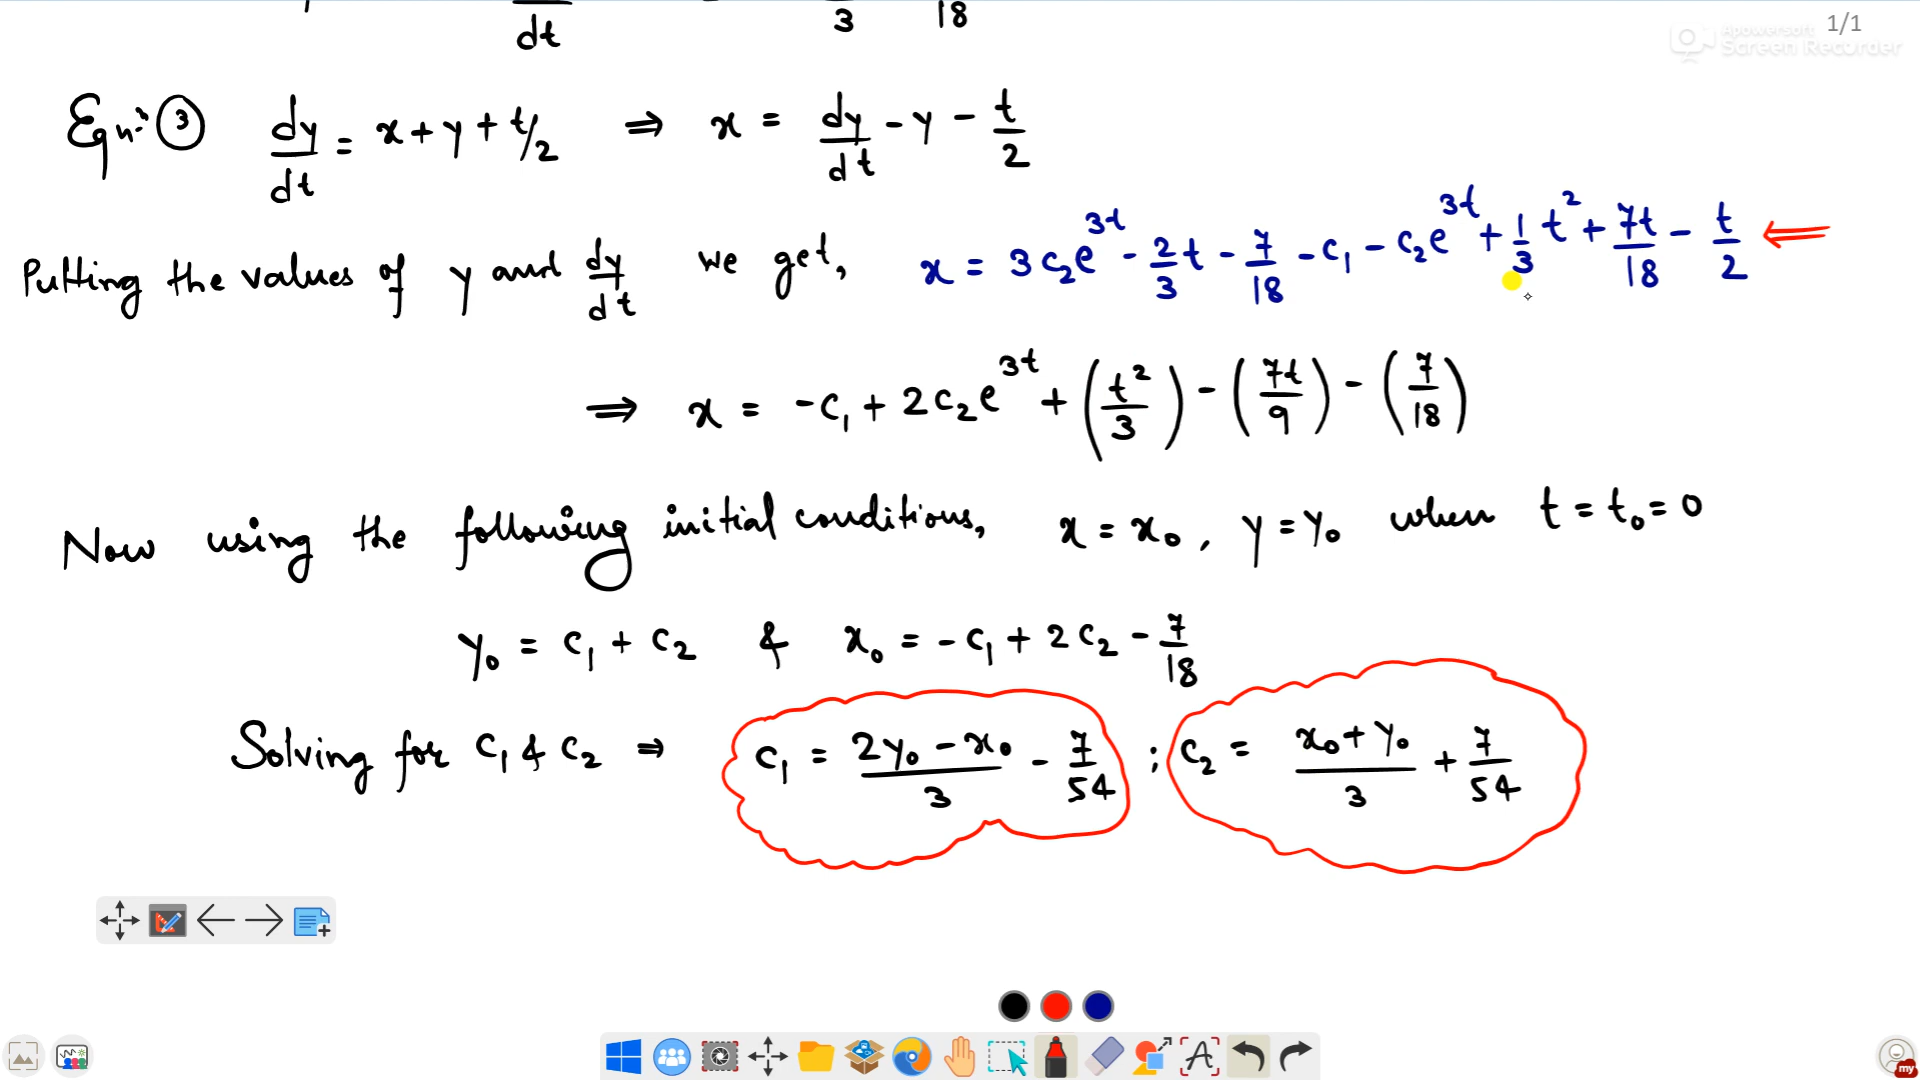 dt 3 18
1/1
Apowersoft
Screen Recorder
Eqn:- ③ dy/dt = x + y + t/2 ⇒ x = dy/dt - y - t/2
Putting the values of y and dy/dt we get, x = 3c₂e^3t - 2/3 t - 7/18 - c₁ - c₂e^3t + 1/3 t² + 7t/18 - t/2 ⇐
⇒ x = -c₁ + 2c₂e^3t + (t²/3) - (7t/9) - (7/18)
Now using the following initial conditions, x = x₀, y = y₀ when t = t₀ = 0
y₀ = c₁ + c₂ & x₀ = -c₁ + 2c₂ - 7/18
Solving for c₁ & c₂ ⇒ c₁ = (2y₀ - x₀)/3 - 7/54 ; c₂ = (x₀ + y₀)/3 + 7/54
A
my